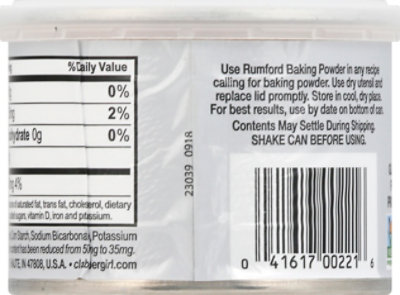 % Daily Value
0%
2%
hydrate 0g 0%
4%
of saturated fat, trans fat, cholesterol, dietary
sugars, vitamin D, iron and potassium.
Corn Starch, Sodium Bicarbonate, Potassium
content has been reduced from 50mg to 35mg.
HAUTE, IN 47808, U.S.A. • clabbergirl.com
23039 0918
Use Rumford Baking Powder in any recipe
calling for baking powder. Use dry utensil and
replace lid promptly. Store in cool, dry place.
For best results, use by date on bottom of can.
Contents May Settle During Shipping.
SHAKE CAN BEFORE USING.
0 41617 00221 6